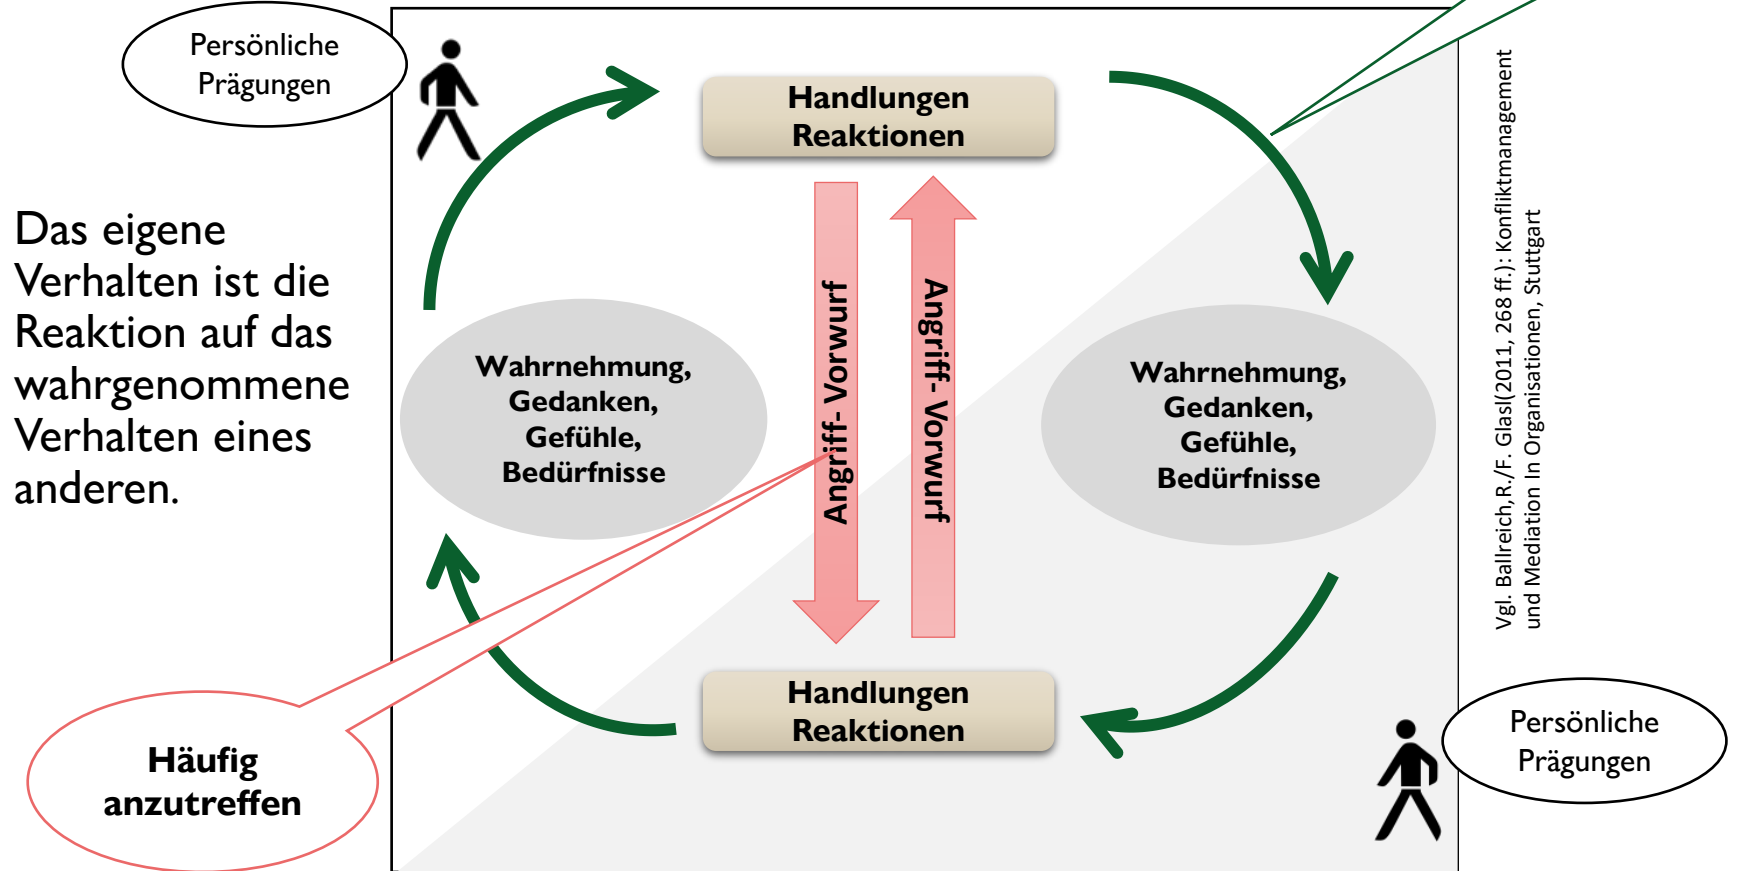 Persönliche
Prägungen
Handlungen
Reaktionen
Das eigene
Verhalten ist die
Reaktion auf das
wahrgenommene
Verhalten eines
anderen.
Wahrnehmung,
Gedanken,
Gefühle,
Bedürfnisse
Angriff- Vorwurf
Angriff- Vorwurf
Wahrnehmung,
Gedanken,
Gefühle,
Bedürfnisse
Vgl. Ballreich,R./F. Glasl(2011, 268 ff.): Konfliktmanagement
und Mediation In Organisationen, Stuttgart
Handlungen
Reaktionen
Häufig
anzutreffen
Persönliche
Prägungen